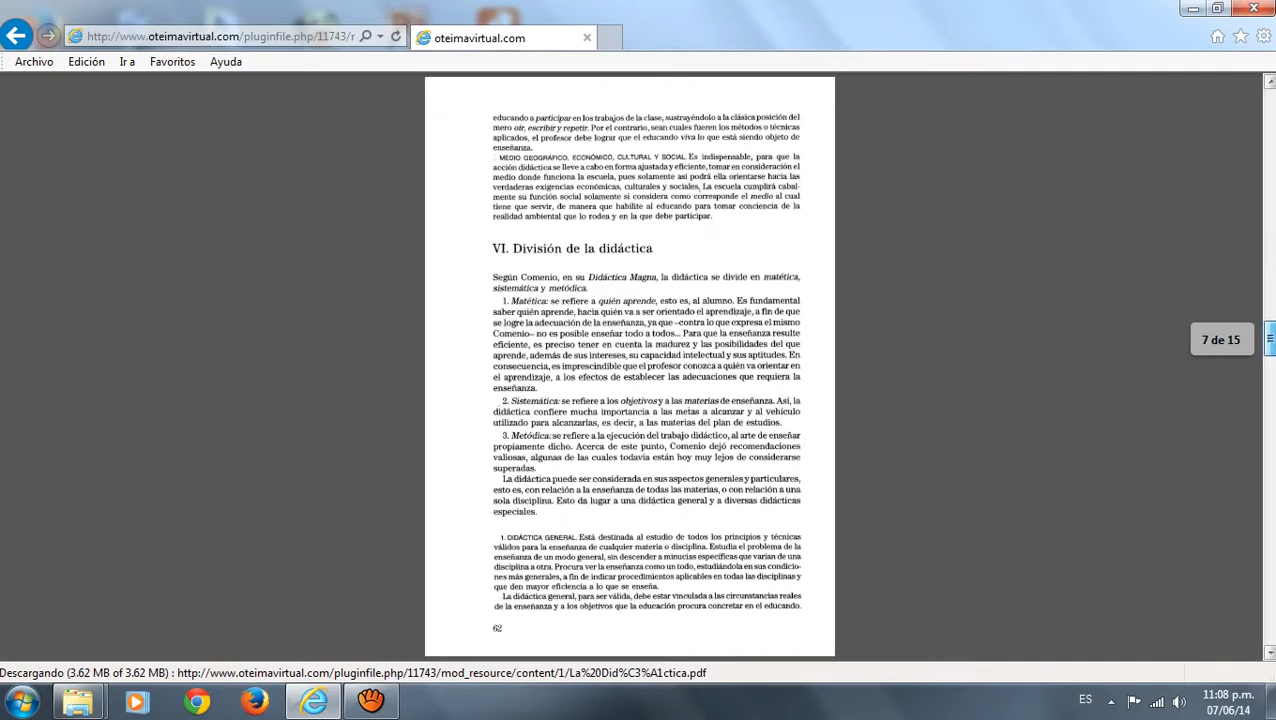 http://www.oteimavirtual.com/pluginfile.php/11743/r
oteimavirtual.com
Archivo Edición Ir a Favoritos Ayuda
educando a participar en los trabajos de la clase, sustrayéndolo a la clásica posición del
mero oír, escribir y repetir. Por el contrario, sean cuales fueren los métodos o técnicas
aplicados, el profesor debe lograr que el educando viva lo que está siendo objeto de
enseñanza.
MEDIO GEOGRÁFICO, ECONÓMICO, CULTURAL Y SOCIAL. Es indispensable, para que la
acción didáctica se lleve a cabo en forma ajustada y eficiente, tomar en consideración el
medio donde funciona la escuela, pues solamente así podrá ella orientarse hacia las
verdaderas exigencias económicas, culturales y sociales, La escuela cumplirá cabal-
mente su función social solamente si considera como corresponde el medio al cual
tiene que servir, de manera que habilite al educando para tomar conciencia de la
realidad ambiental que lo rodea y en la que debe participar.
VI. División de la didáctica
Según Comenio, en su Didáctica Magna, la didáctica se divide en matética,
sistemática y metódica.
1. Matética: se refiere a quién aprende, esto es, al alumno. Es fundamental
saber quién aprende, hacia quién va a ser orientado el aprendizaje, a fin de que
se logre la adecuación de la enseñanza, ya que –contra lo que expresa el mismo
Comenio– no es posible enseñar todo a todos... Para que la enseñanza resulte
eficiente, es preciso tener en cuenta la madurez y las posibilidades del que
aprende, además de sus intereses, su capacidad intelectual y sus aptitudes. En
consecuencia, es imprescindible que el profesor conozca a quién va orientar en
el aprendizaje, a los efectos de establecer las adecuaciones que requiera la
enseñanza.
2. Sistemática: se refiere a los objetivos y a las materias de enseñanza. Así, la
didáctica confiere mucha importancia a las metas a alcanzar y al vehículo
utilizado para alcanzarlas, es decir, a las materias del plan de estudios.
3. Metódica: se refiere a la ejecución del trabajo didáctico, al arte de enseñar
propiamente dicho. Acerca de este punto, Comenio dejó recomendaciones
valiosas, algunas de las cuales todavía están hoy muy lejos de considerarse
superadas.
La didáctica puede ser considerada en sus aspectos generales y particulares,
esto es, con relación a la enseñanza de todas las materias, o con relación a una
sola disciplina. Esto da lugar a una didáctica general y a diversas didácticas
especiales.
1. DIDÁCTICA GENERAL. Está destinada al estudio de todos los principios y técnicas
válidos para la enseñanza de cualquier materia o disciplina. Estudia el problema de la
enseñanza de un modo general, sin descender a minucias específicas que varían de una
disciplina a otra. Procura ver la enseñanza como un todo, estudiándola en sus condicio-
nes más generales, a fin de indicar procedimientos aplicables en todas las disciplinas y
que den mayor eficiencia a lo que se enseña.
La didáctica general, para ser válida, debe estar vinculada a las circunstancias reales
de la enseñanza y a los objetivos que la educación procura concretar en el educando.
62
7 de 15
Descargando (3.62 MB of 3.62 MB) : http://www.oteimavirtual.com/pluginfile.php/11743/mod_resource/content/1/La%20Did%C3%A1ctica.pdf
ES
11:08 p.m.
07/06/14